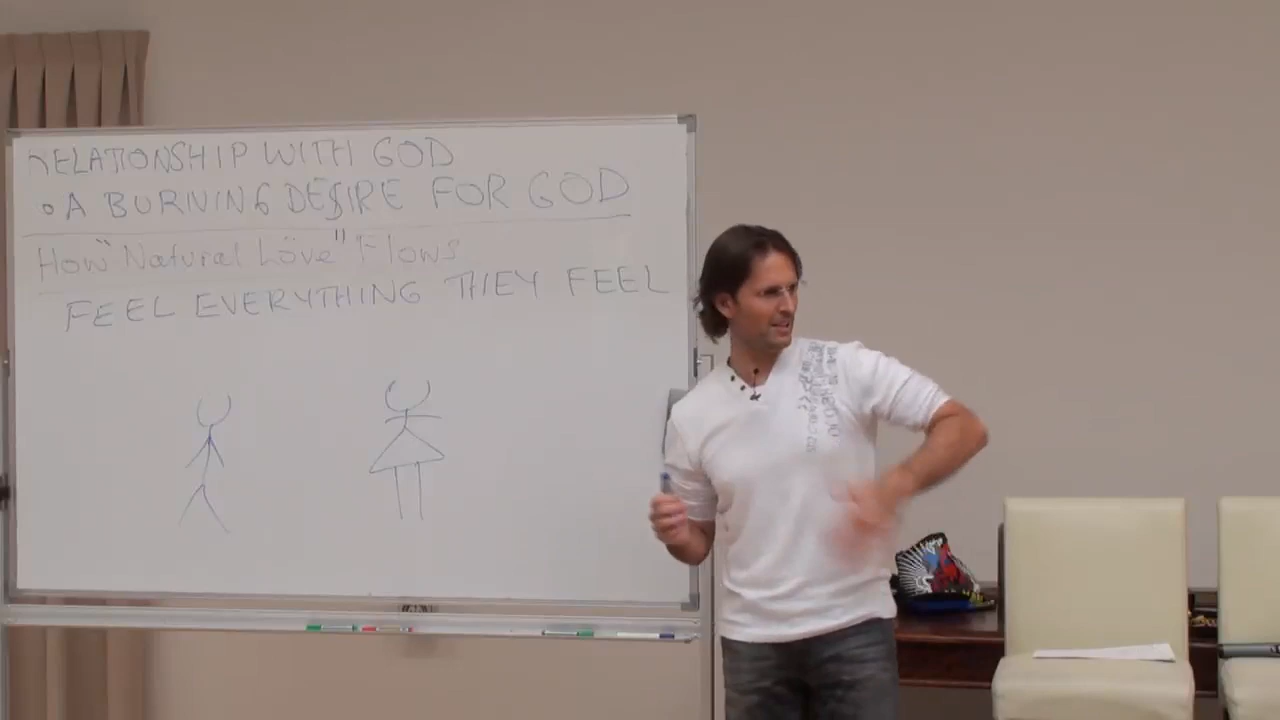 RELATIONSHIP WITH GOD
• A BURNING DESIRE FOR GOD
How "Natural Love" Flows
FEEL EVERYTHING THEY FEEL